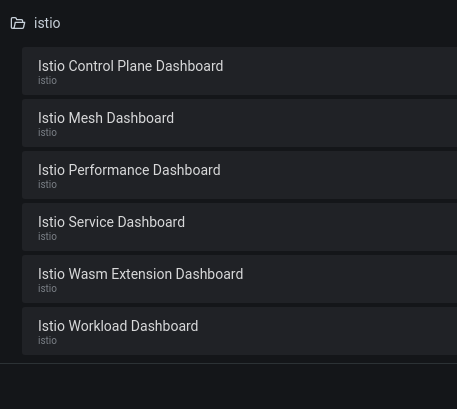 istio
Istio Control Plane Dashboard
istio
Istio Mesh Dashboard
istio
Istio Performance Dashboard
istio
Istio Service Dashboard
istio
Istio Wasm Extension Dashboard
istio
Istio Workload Dashboard
istio